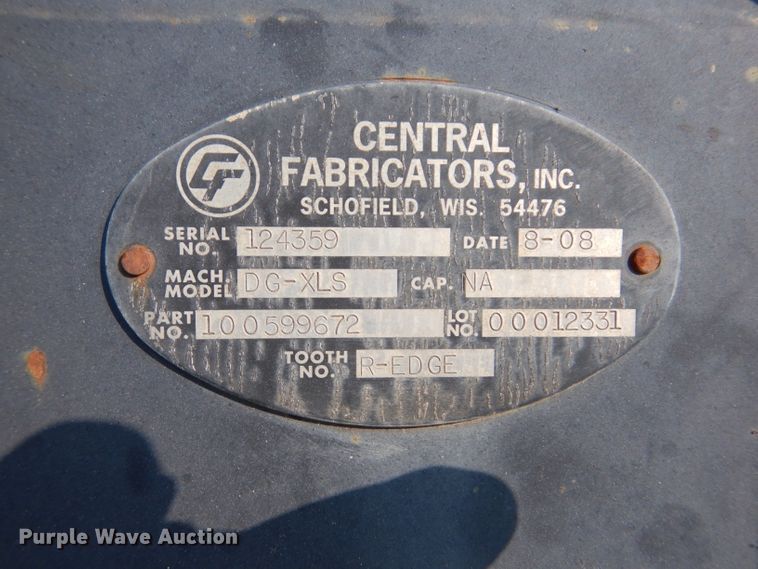 CENTRAL
FABRICATORS, INC.
SCHOFIELD, WIS. 54476
SERIAL NO. 124359 DATE 8-08
MACH. MODEL DG-XLS CAP. NA
PART NO. 100599672 LOT NO. 00012331
TOOTH NO. R-EDGE
Purple Wave Auction